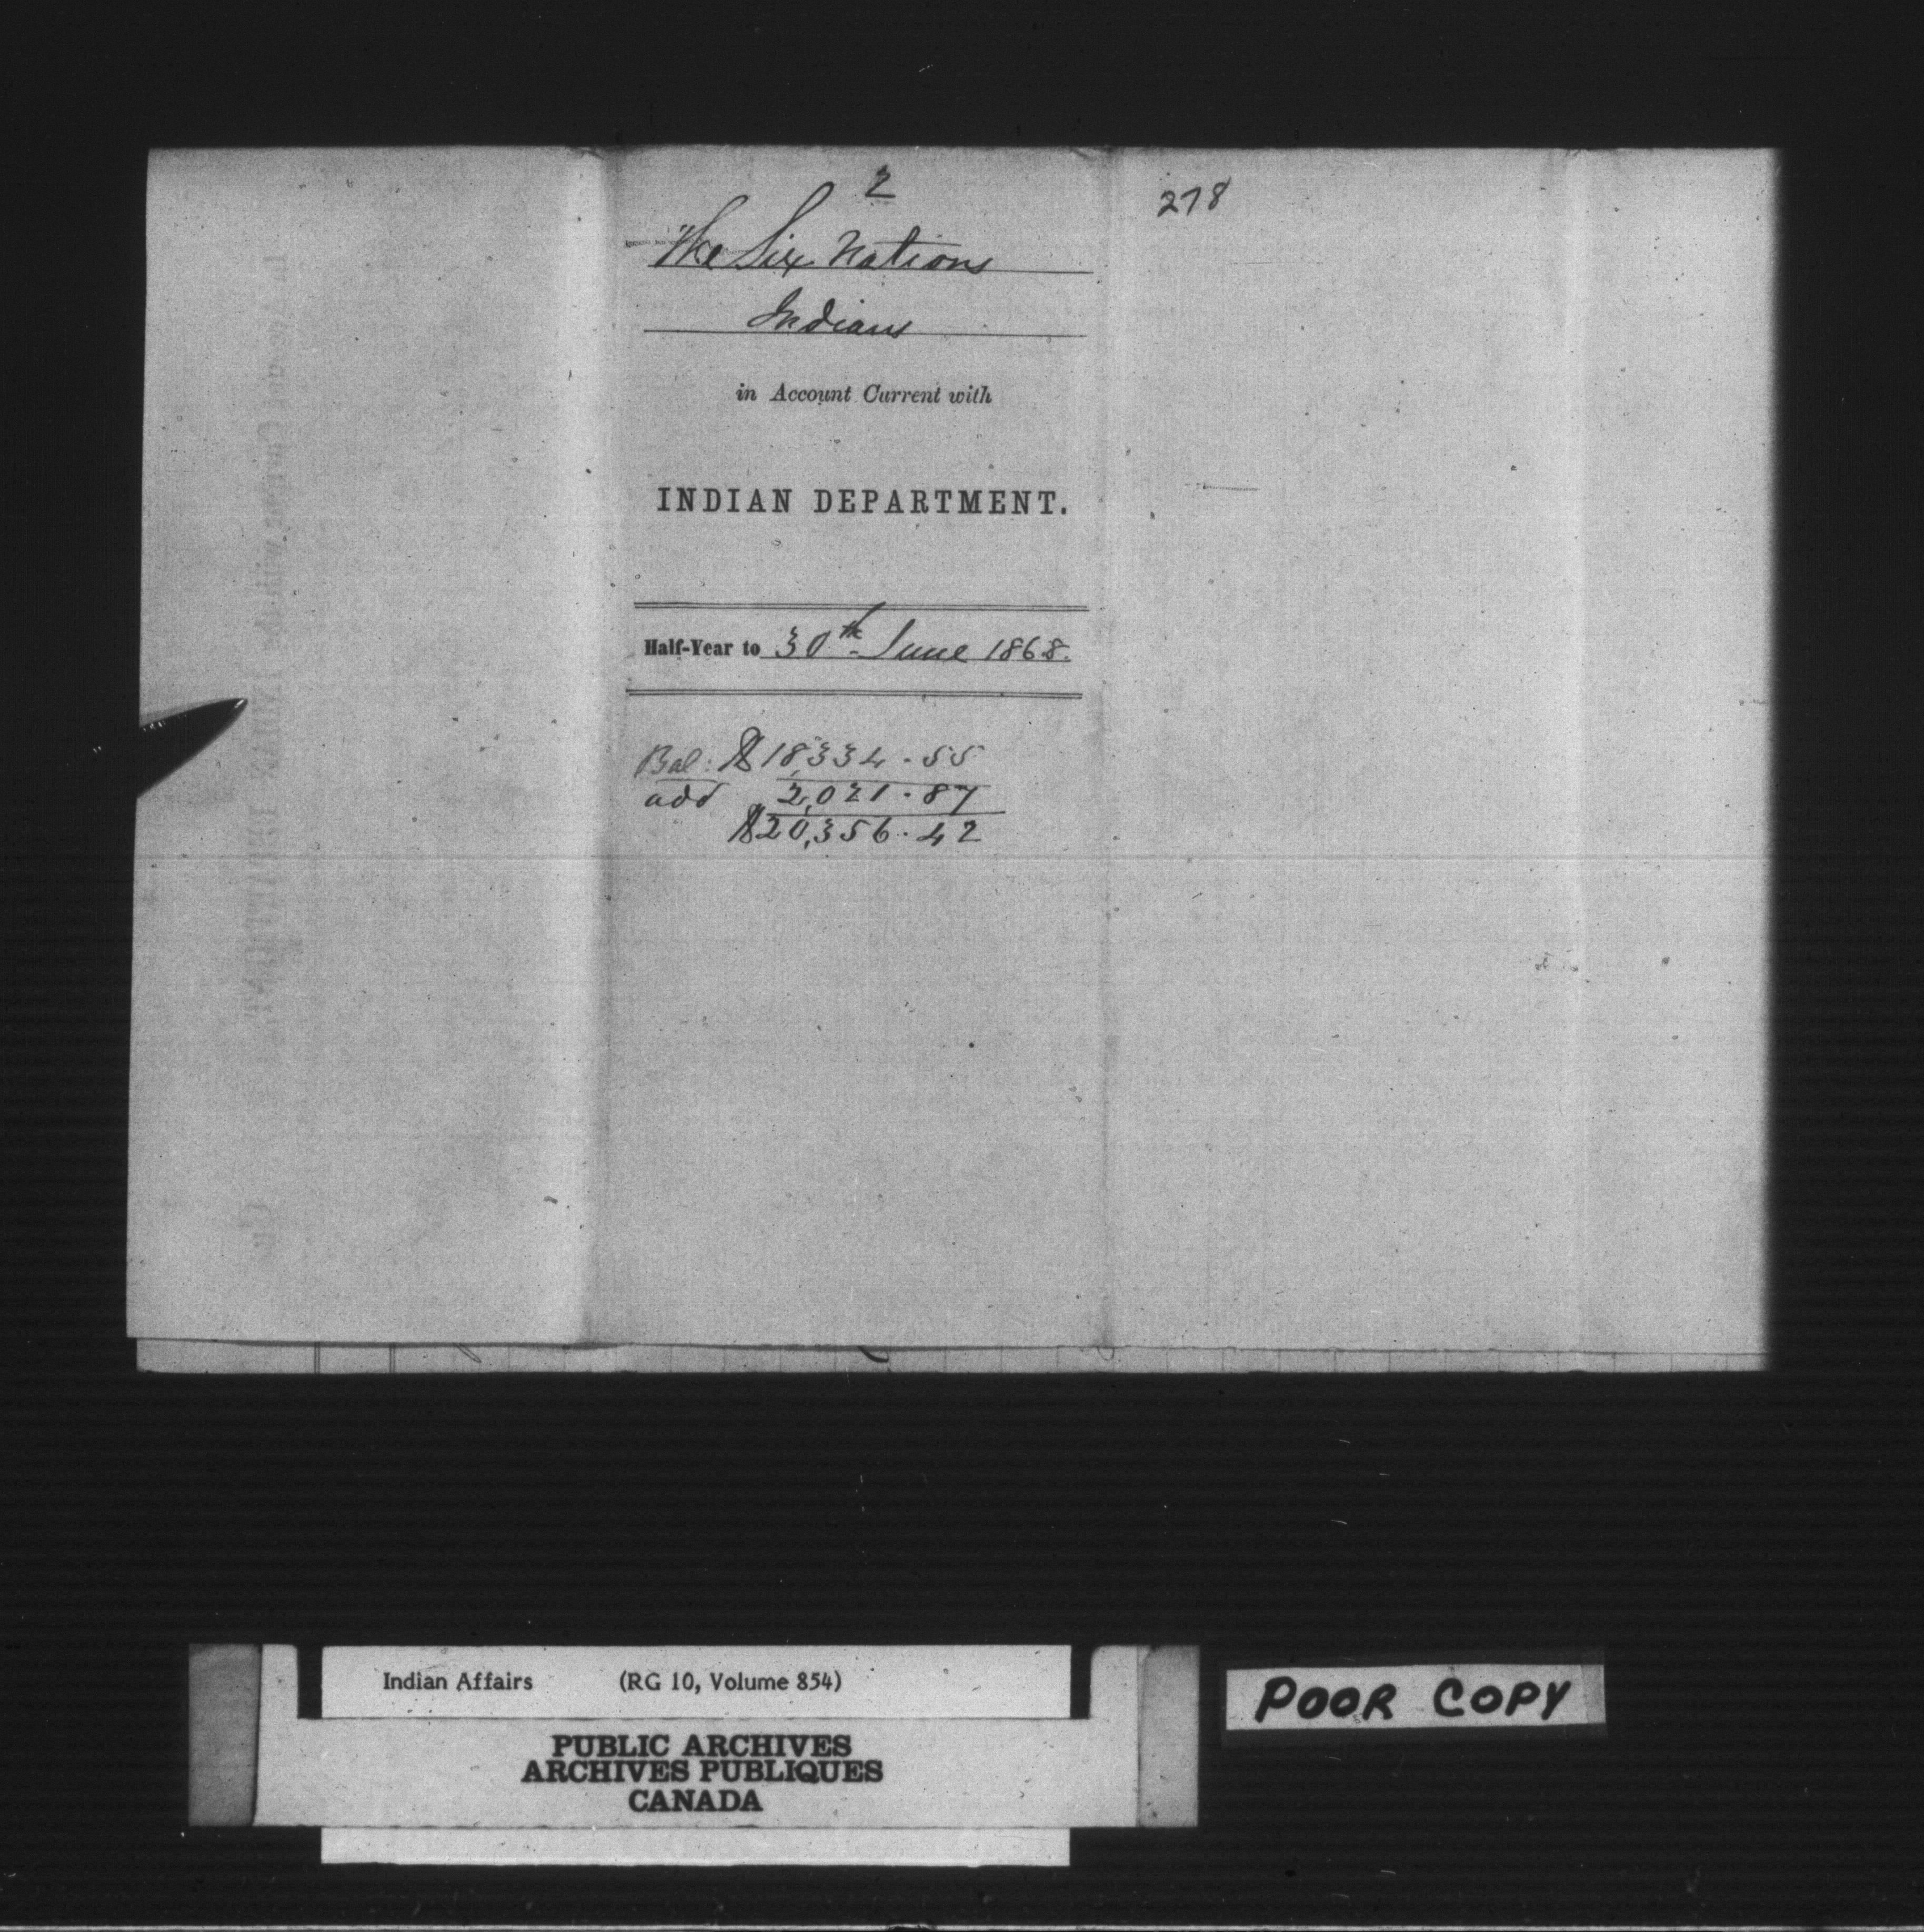 2
278
The Six Nations
Indians
in Account Current with
INDIAN DEPARTMENT.
Half-Year to 30th June 1868.
Bal: $18,334.55
add 2,021.87
$20,356.42
Indian Affairs (RG 10, Volume 854)
PUBLIC ARCHIVES
ARCHIVES PUBLIQUES
CANADA
POOR COPY